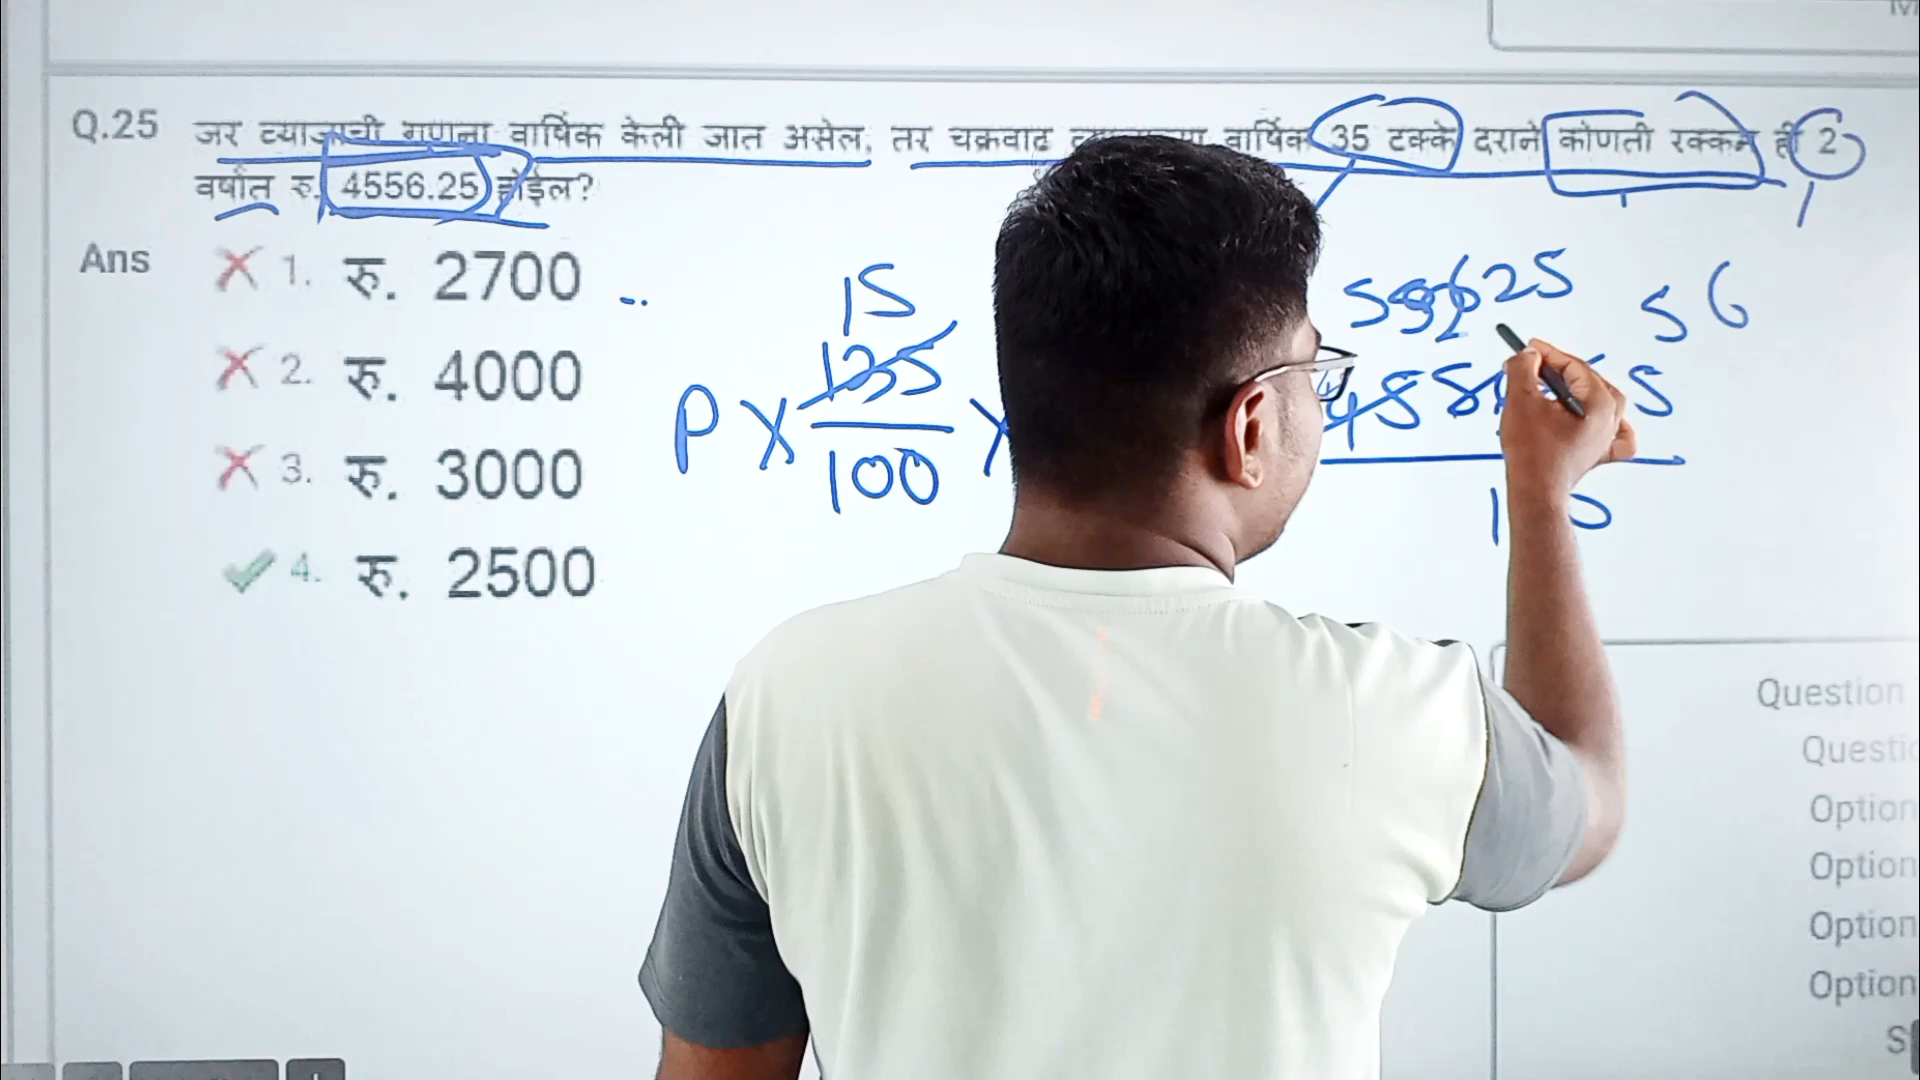 Q.25 जर व्याजाची गणना वार्षिक केली जात असेल, तर चक्रवाढ वार्षिक 35 टक्के दराने कोणती रक्कम ही 2
वर्षांत रु. 4556.25 होईल?
Ans
1. रु. 2700
2. रु. 4000
3. रु. 3000
4. रु. 2500
15
P × 135
100 ×
56
5
Question
Option
Option
Option
Option